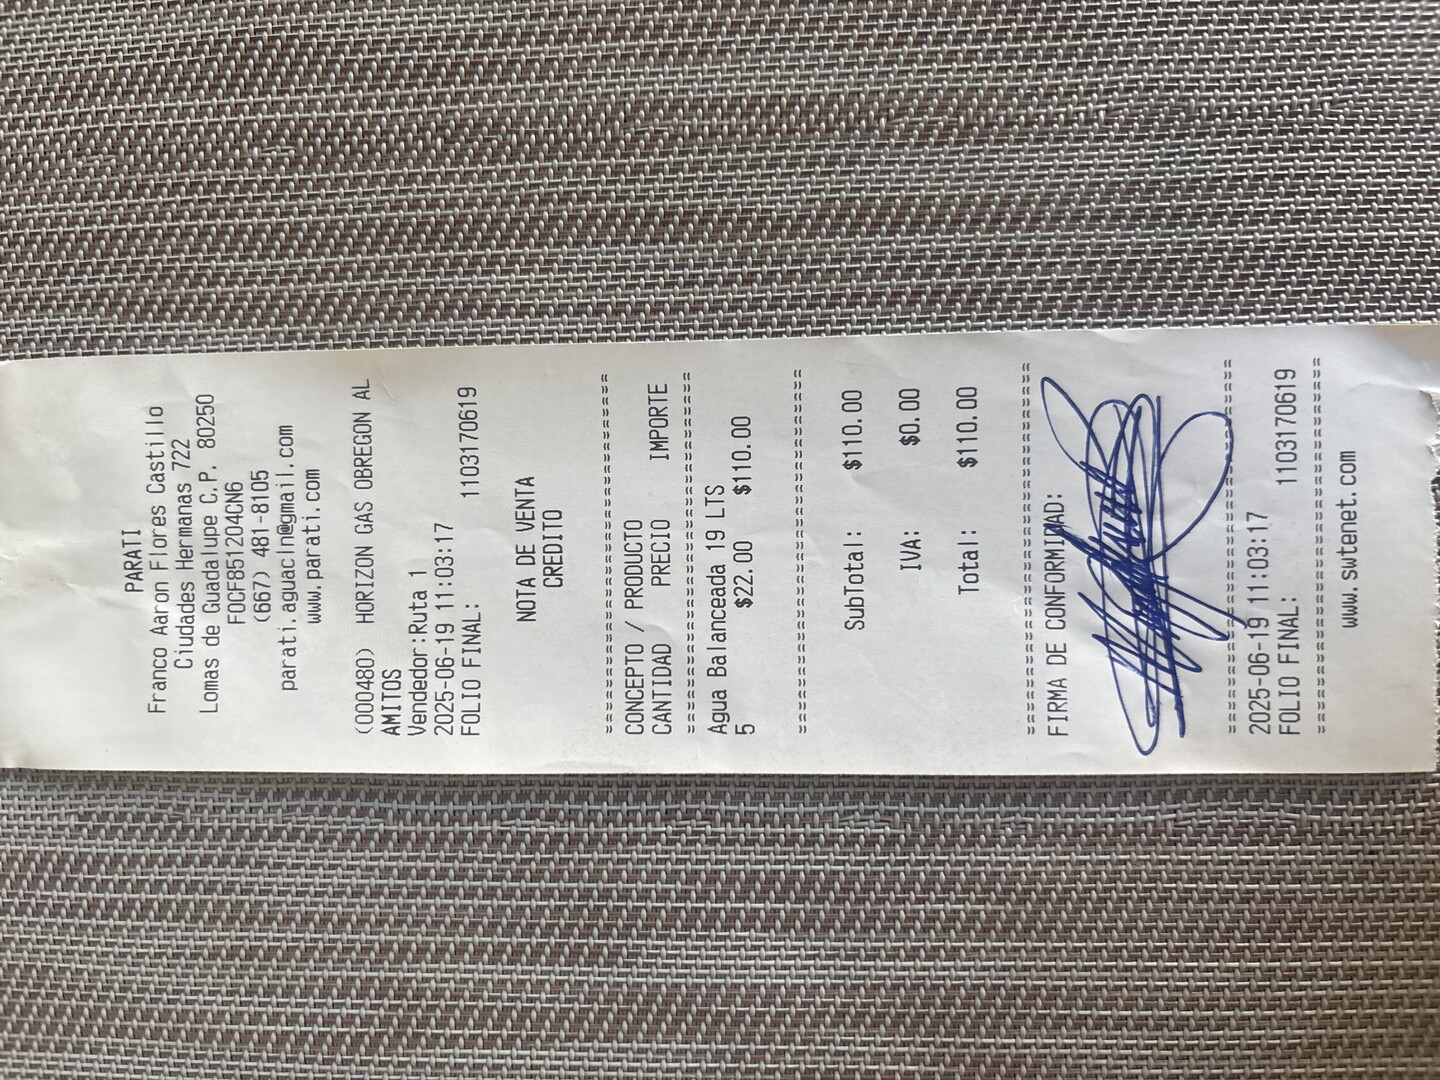 PARATI
Franco Aaron Flores Castillo
Ciudades Hermanas 722
Lomas de Guadalupe C.P. 80250
FOCF851204CN6
(667) 481-8105
parati.aguacln@gmail.com
www.parati.com
(000480) HORIZON GAS OBREGON AL
AMITOS
Vendedor:Ruta 1
2025-06-19 11:03:17
FOLIO FINAL: 1103170619
NOTA DE VENTA
CREDITO
================================
CONCEPTO / PRODUCTO
CANTIDAD PRECIO IMPORTE
================================
Agua Balanceada 19 LTS
5 $22.00 $110.00
================================
SubTotal: $110.00
IVA: $0.00
Total: $110.00
================================
FIRMA DE CONFORMIDAD:
================================
2025-06-19 11:03:17
FOLIO FINAL: 1103170619
================================
www.swtenet.com